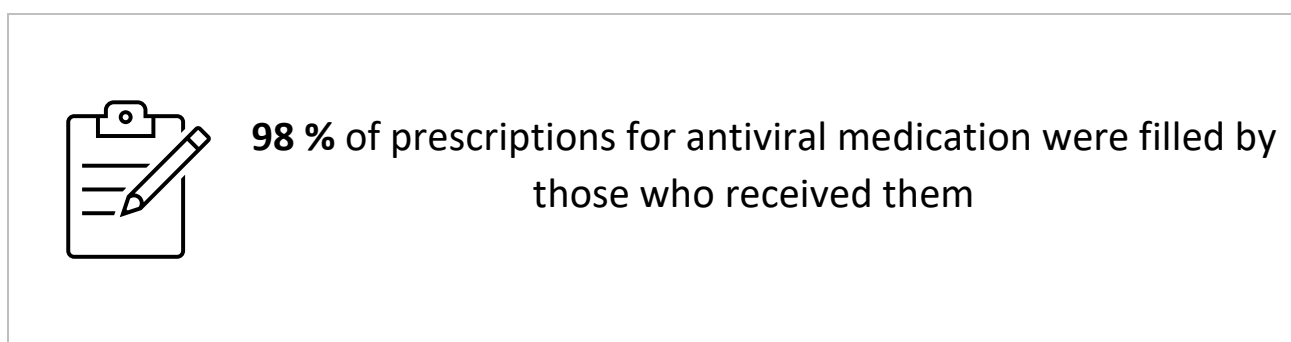 98 % of prescriptions for antiviral medication were filled by
those who received them